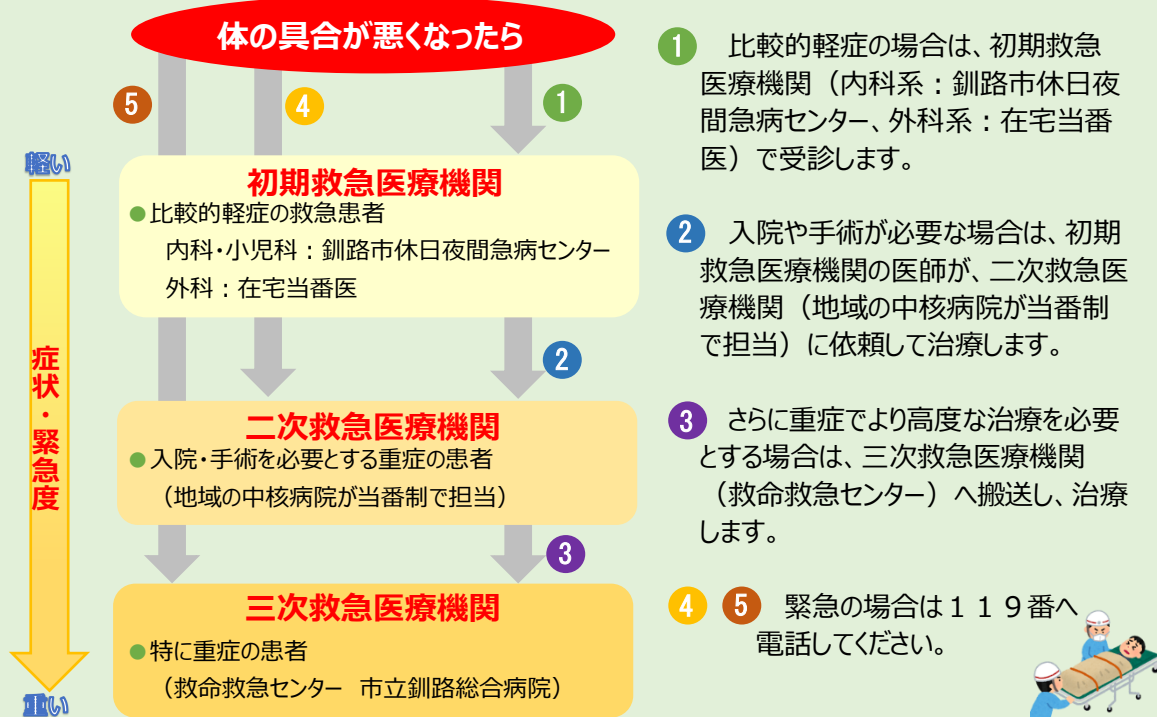 体の具合が悪くなったら
5
4
1
軽い
症状・緊急度
重い
初期救急医療機関
●比較的軽症の救急患者
内科・小児科：釧路市休日夜間急病センター
外科：在宅当番医
2
二次救急医療機関
●入院・手術を必要とする重症の患者
（地域の中核病院が当番制で担当）
3
三次救急医療機関
●特に重症の患者
（救命救急センター　市立釧路総合病院）
1　比較的軽症の場合は、初期救急
医療機関（内科系：釧路市休日夜
間急病センター、外科系：在宅当番
医）で受診します。
2　入院や手術が必要な場合は、初期
救急医療機関の医師が、二次救急医
療機関（地域の中核病院が当番制
で担当）に依頼して治療します。
3　さらに重症でより高度な治療を必要
とする場合は、三次救急医療機関
（救命救急センター）へ搬送し、治療
します。
4 5　緊急の場合は１１９番へ
電話してください。